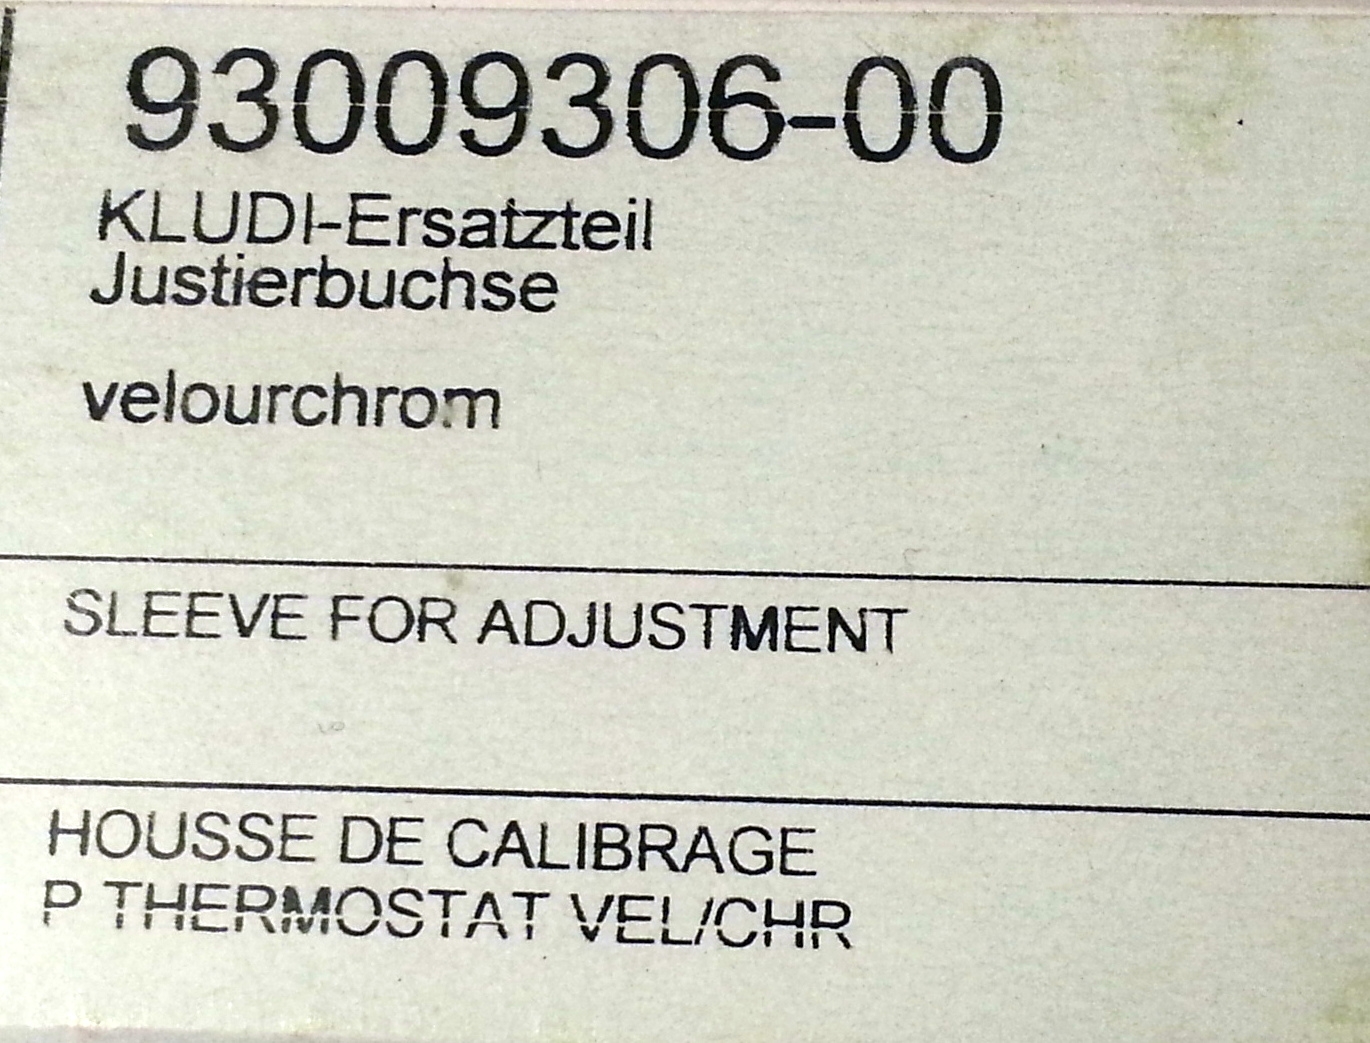 93009306-00
KLUDI-Ersatzteil
Justierbuchse
velourchrom
SLEEVE FOR ADJUSTMENT
HOUSSE DE CALIBRAGE
P THERMOSTAT VEL/CHR